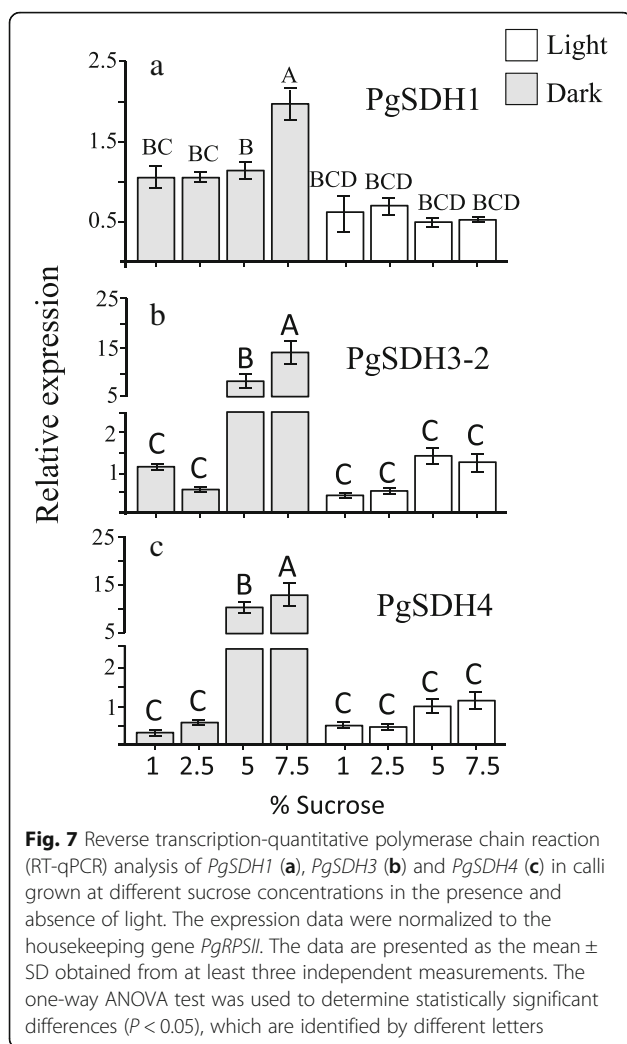 Light
Dark
a
PgSDH1
2.5
1.5
0.5
BC BC B A BCD BCD BCD BCD
Relative expression
b
PgSDH3-2
25
15
5
2
1
C C B A C C C C
c
PgSDH4
25
15
5
2
1
C C B A C C C C
1 2.5 5 7.5 1 2.5 5 7.5
% Sucrose
Fig. 7 Reverse transcription-quantitative polymerase chain reaction
(RT-qPCR) analysis of PgSDH1 (a), PgSDH3 (b) and PgSDH4 (c) in calli
grown at different sucrose concentrations in the presence and
absence of light. The expression data were normalized to the
housekeeping gene PgRPSII. The data are presented as the mean ±
SD obtained from at least three independent measurements. The
one-way ANOVA test was used to determine statistically significant
differences (P < 0.05), which are identified by different letters